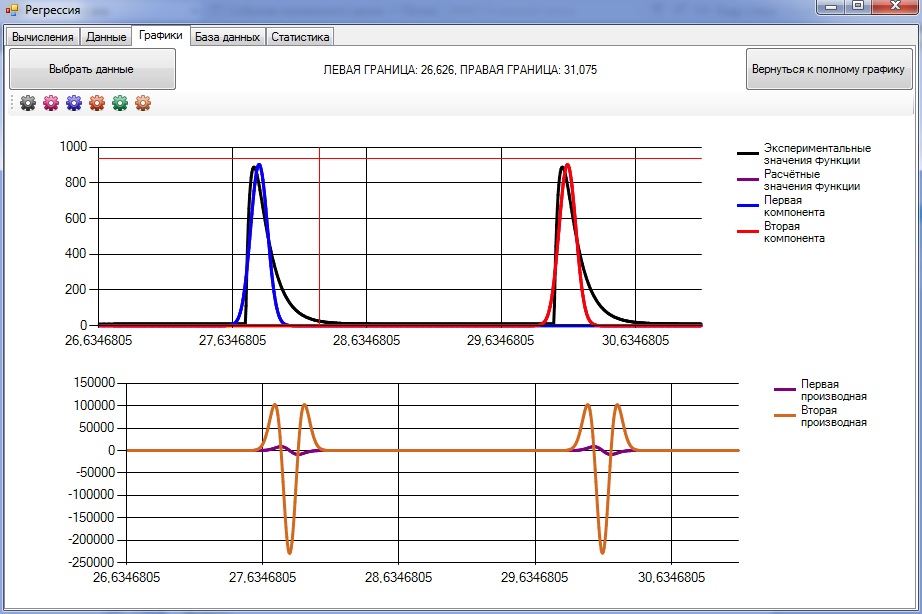 Регрессия
Вычисления Данные Графики База данных Статистика
Выбрать данные
ЛЕВАЯ ГРАНИЦА: 26,626, ПРАВАЯ ГРАНИЦА: 31,075
Вернуться к полному графику
1000
800
600
400
200
0
26,6346805 27,6346805 28,6346805 29,6346805 30,6346805
Экспериментальные
значения функции
Расчётные
значения функции
Первая
компонента
Вторая
компонента
150000
100000
50000
0
-50000
-100000
-150000
-200000
-250000
26,6346805 27,6346805 28,6346805 29,6346805 30,6346805
Первая
производная
Вторая
производная